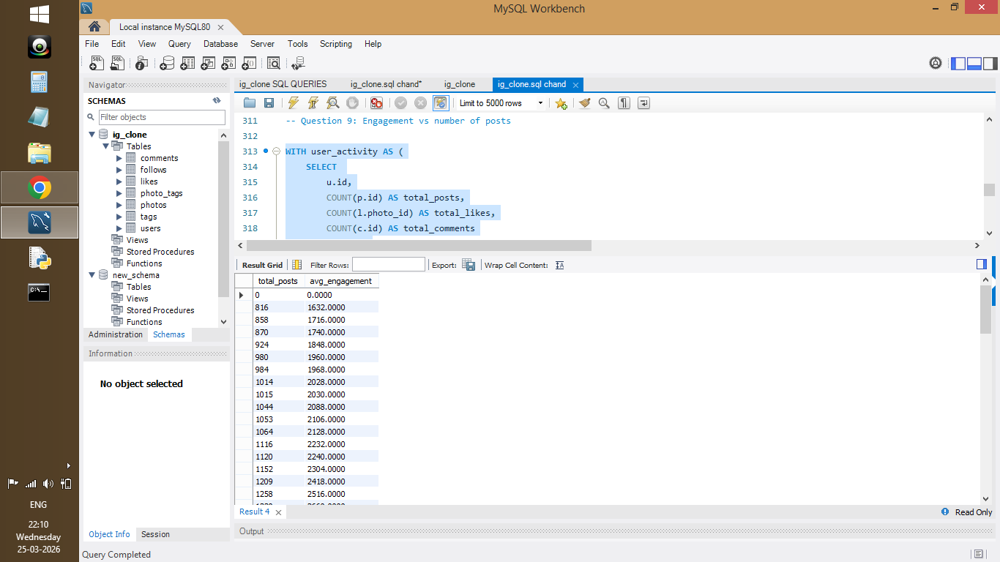 MySQL Workbench
Local instance MySQL80
File Edit View Query Database Server Tools Scripting Help
Navigator
SCHEMAS
Filter objects
ig_clone
Tables
comments
follows
likes
photo_tags
photos
tags
users
Views
Stored Procedures
Functions
new_schema
Tables
Views
Stored Procedures
Functions
Administration Schemas
Information
No object selected
Object Info Session
Query Completed
ig_clone SQL QUERIES ig_clone.sql chand* ig_clone ig_clone.sql chand
Limit to 5000 rows
311 -- Question 9: Engagement vs number of posts
312
313 WITH user_activity AS (
314 SELECT
315 u.id,
316 COUNT(p.id) AS total_posts,
317 COUNT(l.photo_id) AS total_likes,
318 COUNT(c.id) AS total_comments
Result Grid Filter Rows: Export: Wrap Cell Content:
total_posts avg_engagement
0 0.0000
816 1632.0000
858 1716.0000
870 1740.0000
924 1848.0000
980 1960.0000
984 1968.0000
1014 2028.0000
1015 2030.0000
1044 2088.0000
1053 2106.0000
1064 2128.0000
1116 2232.0000
1120 2240.0000
1152 2304.0000
1209 2418.0000
1258 2516.0000
Result 4
Read Only
Output
ENG
22:10
Wednesday
25-03-2026